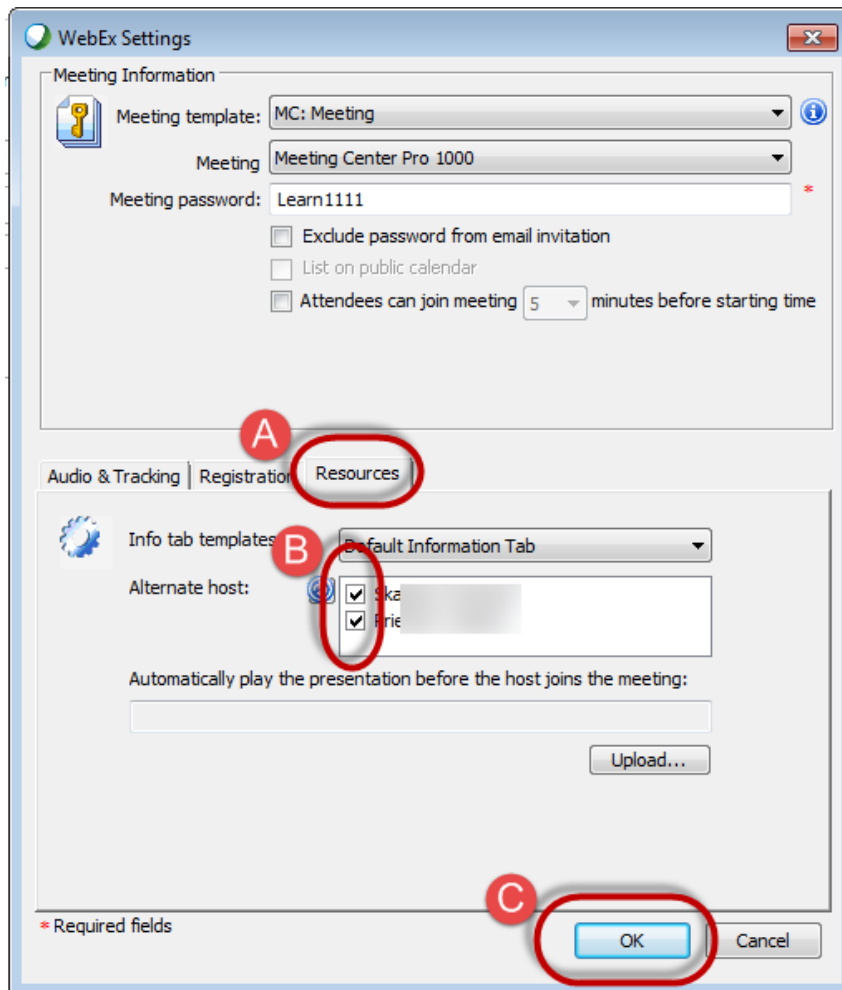 WebEx Settings
Meeting Information
Meeting template: MC: Meeting
Meeting Meeting Center Pro 1000
Meeting password: Learn1111 *
Exclude password from email invitation
List on public calendar
Attendees can join meeting 5 minutes before starting time
A
Audio & Tracking Registration Resources
Info tab templates Default Information Tab
B
Alternate host:
Automatically play the presentation before the host joins the meeting:
Upload...
C
* Required fields
OK Cancel